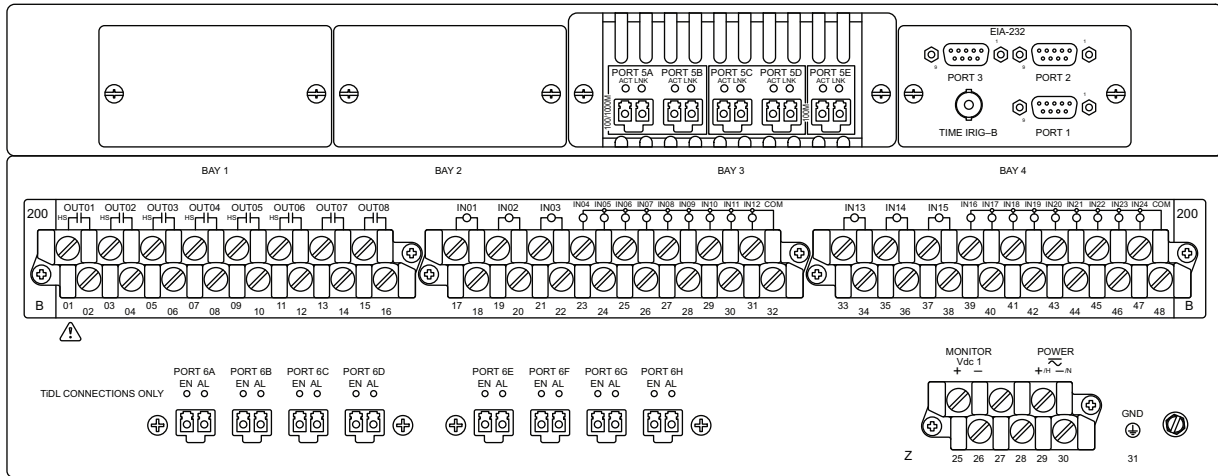 EIA-232
PORT 5A PORT 5B PORT 5C PORT 5D PORT 5E
ACT LNK ACT LNK ACT LNK ACT LNK ACT LNK
100/1000M
100M
1 1
9 9
PORT 3 PORT 2
1
9
TIME IRIG–B PORT 1
BAY 1 BAY 2 BAY 3 BAY 4
200 OUT01 OUT02 OUT03 OUT04 OUT05 OUT06 OUT07 OUT08 IN01 IN02 IN03 IN04 IN05 IN06 IN07 IN08 IN09 IN10 IN11 IN12 COM IN13 IN14 IN15 IN16 IN17 IN18 IN19 IN20 IN21 IN22 IN23 IN24 COM 200
HS HS HS HS HS HS
B 01 02 03 04 05 06 07 08 09 10 11 12 13 14 15 16 17 18 19 20 21 22 23 24 25 26 27 28 29 30 31 32 33 34 35 36 37 38 39 40 41 42 43 44 45 46 47 48 B
PORT 6A PORT 6B PORT 6C PORT 6D PORT 6E PORT 6F PORT 6G PORT 6H
EN AL EN AL EN AL EN AL EN AL EN AL EN AL EN AL
TiDL CONNECTIONS ONLY
MONITOR POWER
Vdc 1
+ – +/H –/N
GND
Z 25 26 27 28 29 30 31